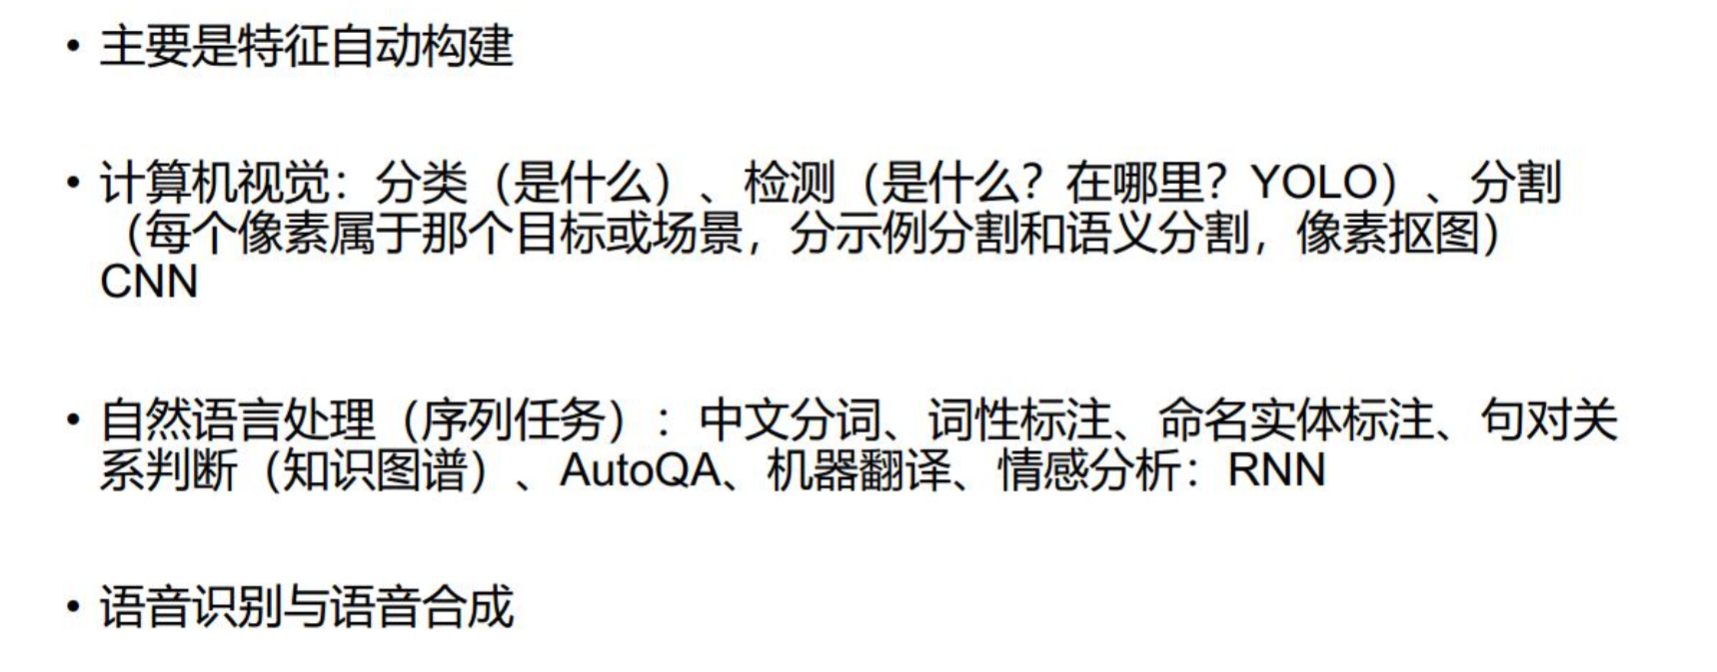 • 主要是特征自动构建
• 计算机视觉：分类（是什么）、检测（是什么？在哪里？YOLO）、分割
（每个像素属于那个目标或场景，分示例分割和语义分割，像素抠图）
CNN
• 自然语言处理（序列任务）：中文分词、词性标注、命名实体标注、句对关
系判断（知识图谱）、AutoQA、机器翻译、情感分析：RNN
• 语音识别与语音合成